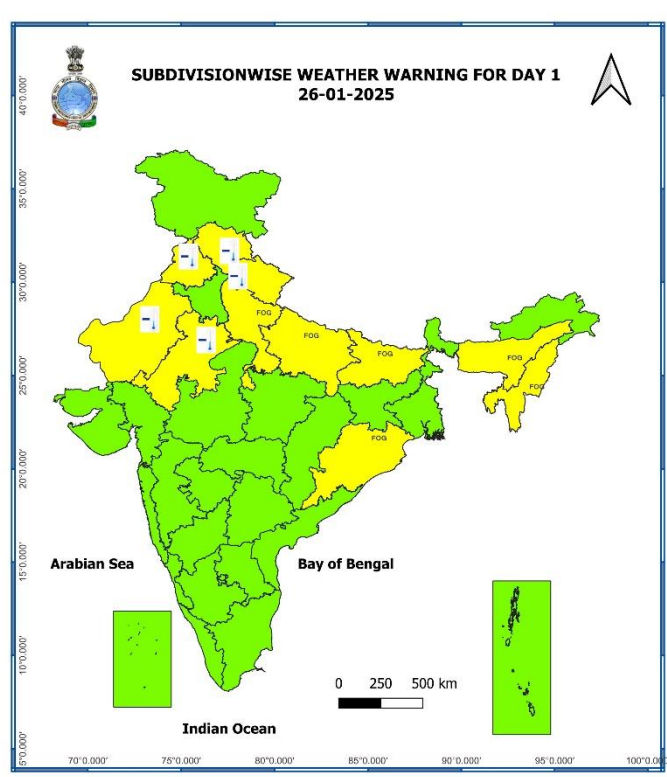 SUBDIVISIONWISE WEATHER WARNING FOR DAY 1
26-01-2025
40°0.000'
35°0.000'
30°0.000'
FOG
FOG
FOG
FOG
25°0.000'
FOG
FOG
20°0.000'
Arabian Sea
Bay of Bengal
15°0.000'
10°0.000'
0 250 500 km
Indian Ocean
5°0.000'
70°0.000' 75°0.000' 80°0.000' 85°0.000' 90°0.000' 95°0.000' 100°0.000'